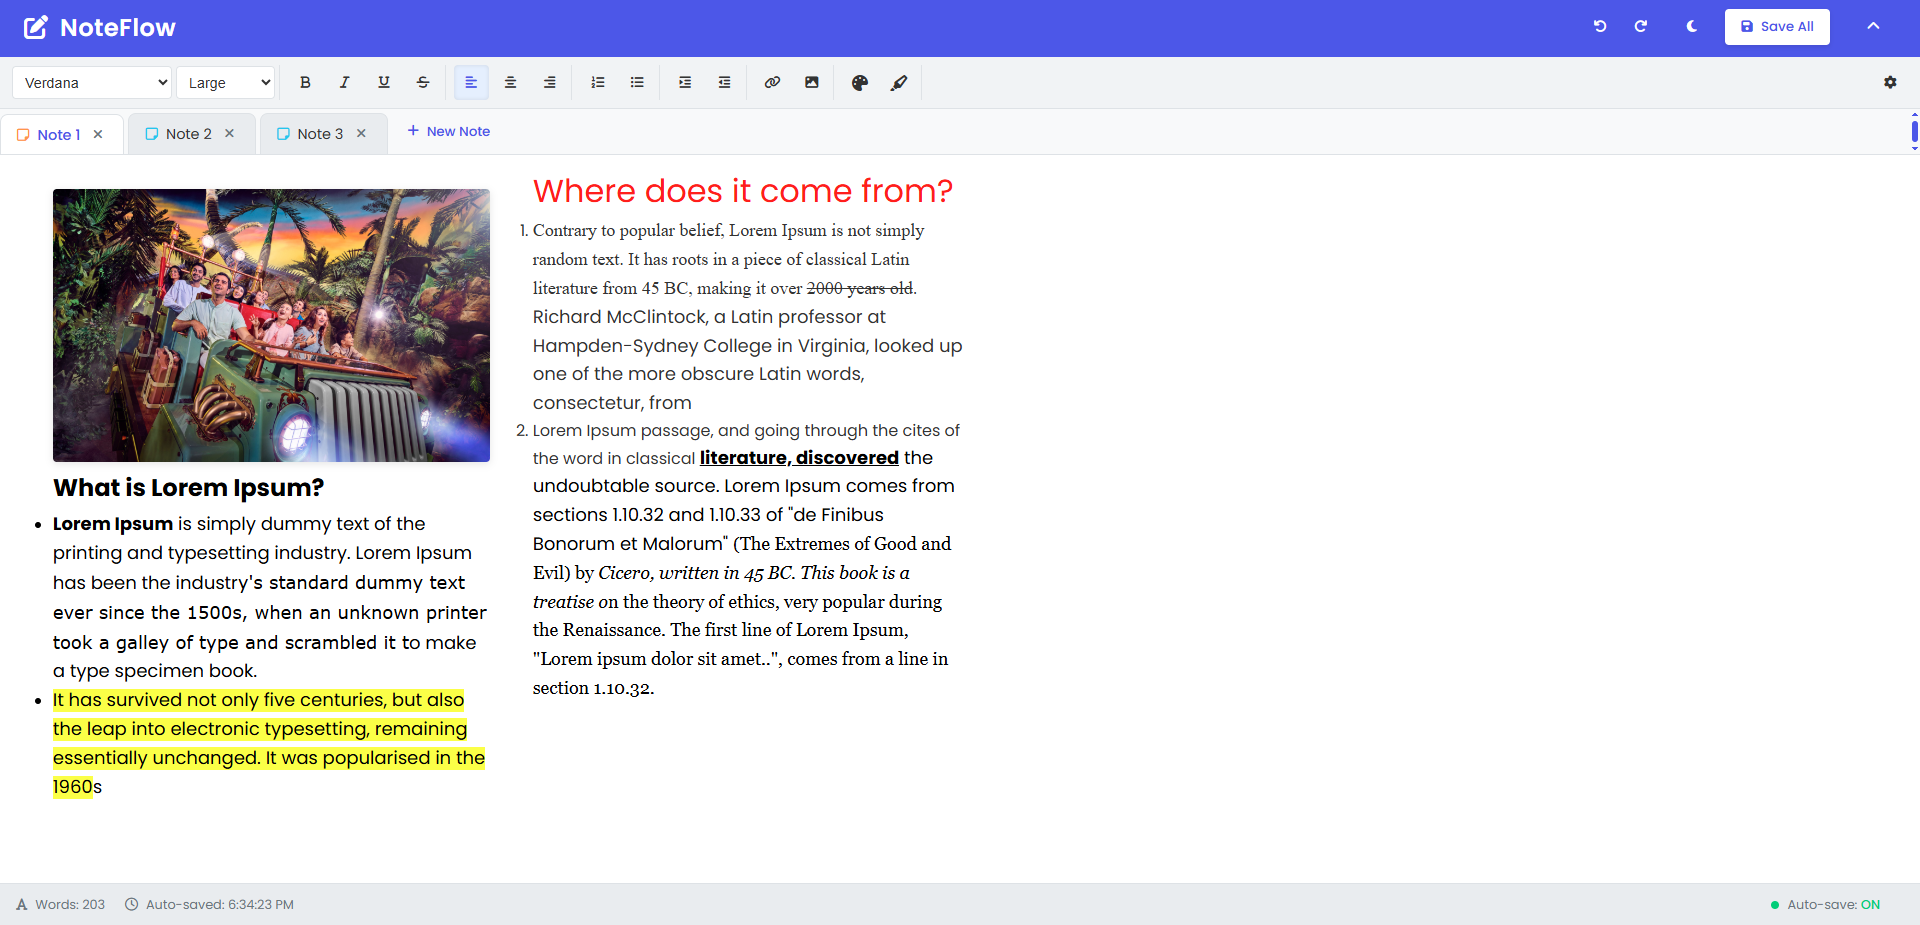 NoteFlow
Save All
Verdana
Large
B I U S
Note 1
Note 2
Note 3
+ New Note
What is Lorem Ipsum?
• Lorem Ipsum is simply dummy text of the
printing and typesetting industry. Lorem Ipsum
has been the industry's standard dummy text
ever since the 1500s, when an unknown printer
took a galley of type and scrambled it to make
a type specimen book.
• It has survived not only five centuries, but also
the leap into electronic typesetting, remaining
essentially unchanged. It was popularised in the
1960s
Where does it come from?
1. Contrary to popular belief, Lorem Ipsum is not simply
random text. It has roots in a piece of classical Latin
literature from 45 BC, making it over 2000 years old.
Richard McClintock, a Latin professor at
Hampden-Sydney College in Virginia, looked up
one of the more obscure Latin words,
consectetur, from
2. Lorem Ipsum passage, and going through the cites of
the word in classical literature, discovered the
undoubtable source. Lorem Ipsum comes from
sections 1.10.32 and 1.10.33 of "de Finibus
Bonorum et Malorum" (The Extremes of Good and
Evil) by Cicero, written in 45 BC. This book is a
treatise on the theory of ethics, very popular during
the Renaissance. The first line of Lorem Ipsum,
"Lorem ipsum dolor sit amet..", comes from a line in
section 1.10.32.
Words: 203
Auto-saved: 6:34:23 PM
Auto-save: ON